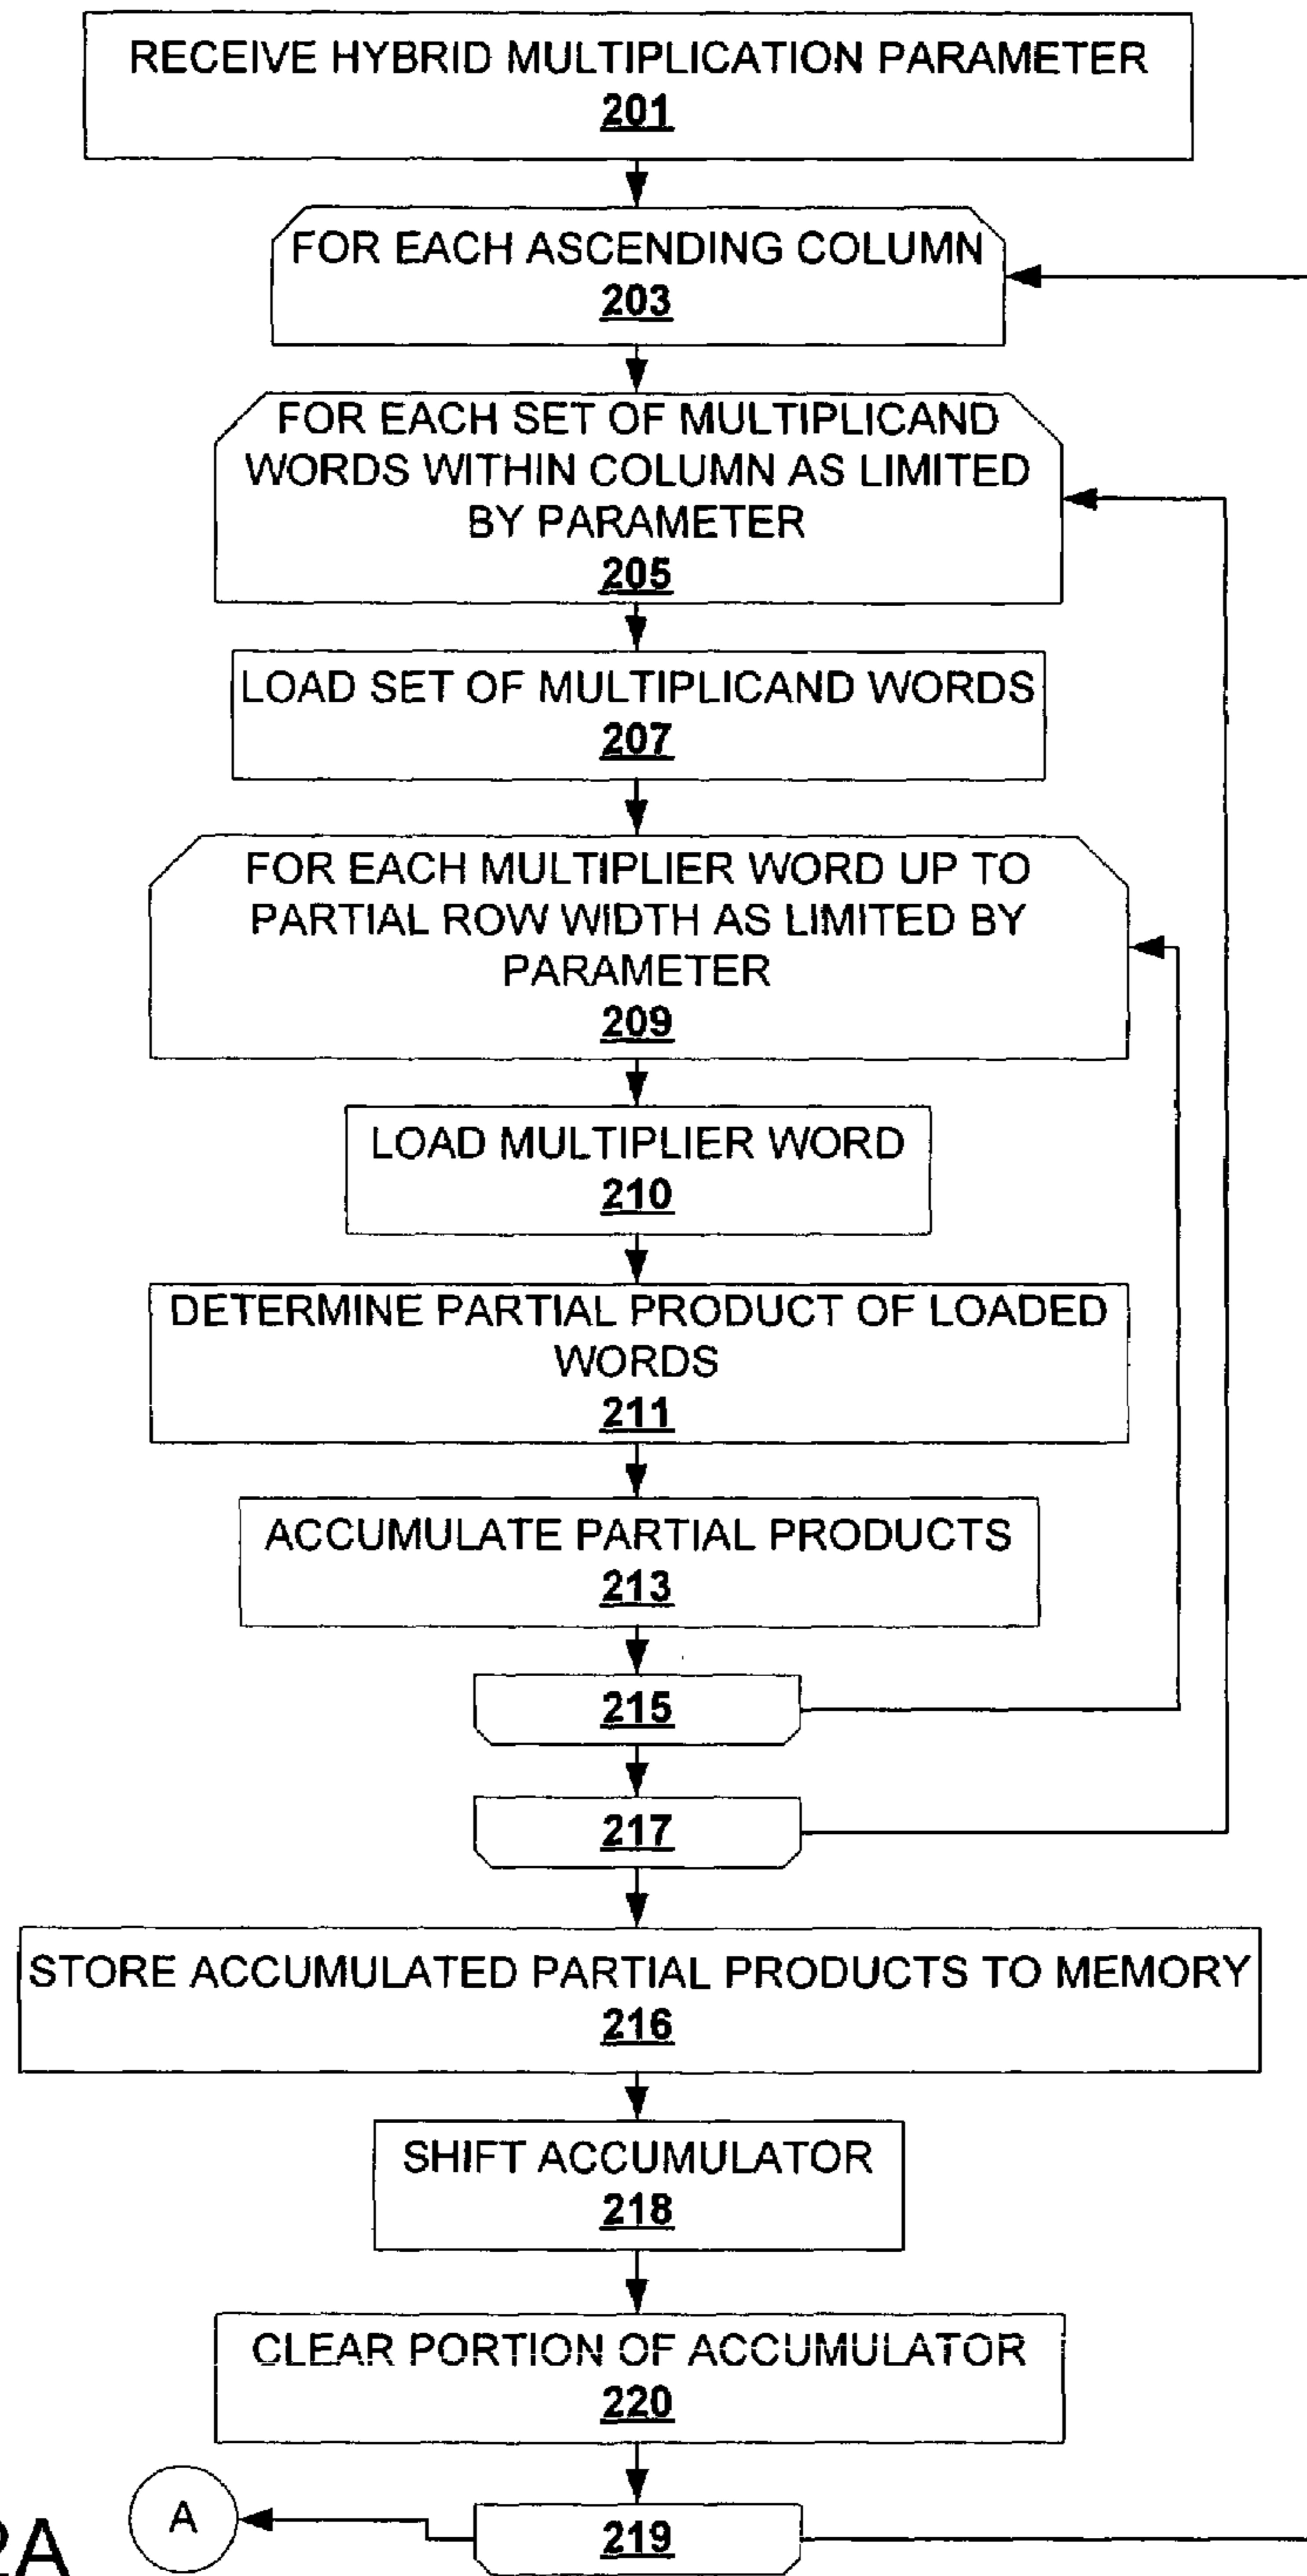 RECEIVE HYBRID MULTIPLICATION PARAMETER
201
FOR EACH ASCENDING COLUMN
203
FOR EACH SET OF MULTIPLICAND
WORDS WITHIN COLUMN AS LIMITED
BY PARAMETER
205
LOAD SET OF MULTIPLICAND WORDS
207
FOR EACH MULTIPLIER WORD UP TO
PARTIAL ROW WIDTH AS LIMITED BY
PARAMETER
209
LOAD MULTIPLIER WORD
210
DETERMINE PARTIAL PRODUCT OF LOADED
WORDS
211
ACCUMULATE PARTIAL PRODUCTS
213
215
217
STORE ACCUMULATED PARTIAL PRODUCTS TO MEMORY
216
SHIFT ACCUMULATOR
218
CLEAR PORTION OF ACCUMULATOR
220
2A
A
219